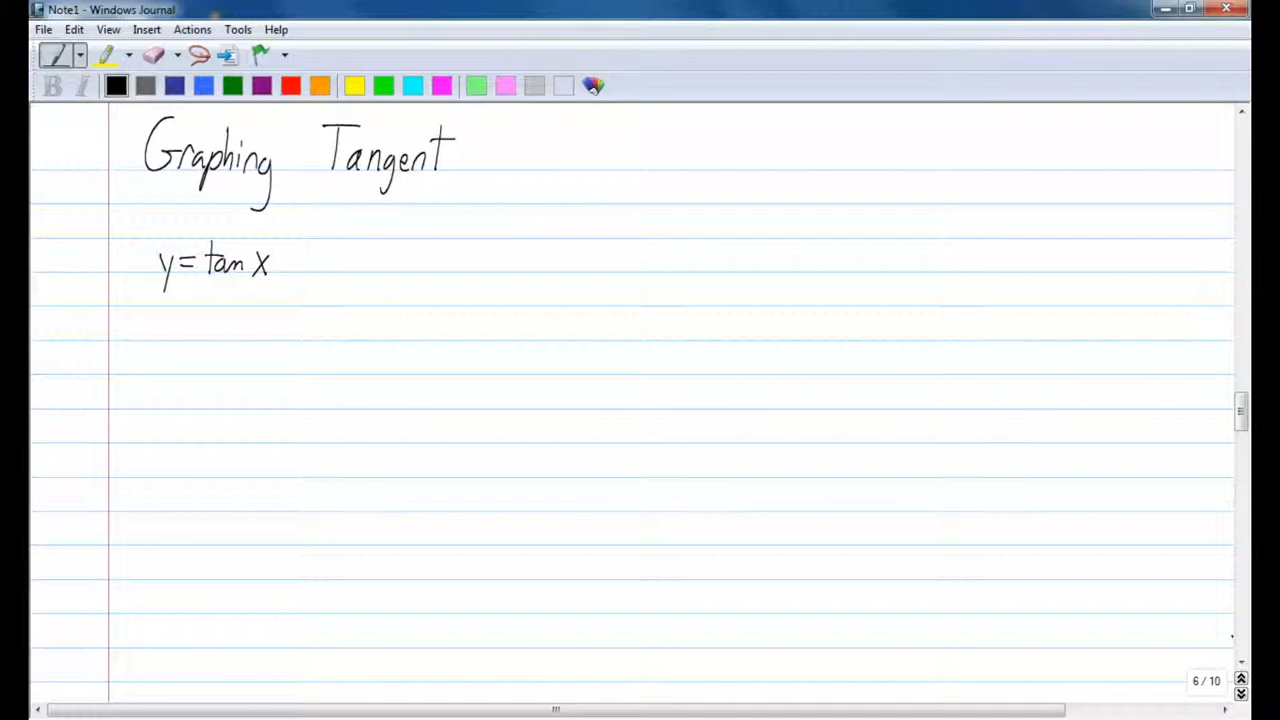 Note1 - Windows Journal
File Edit View Insert Actions Tools Help
B I
Graphing Tangent
y = tan x
6 / 10